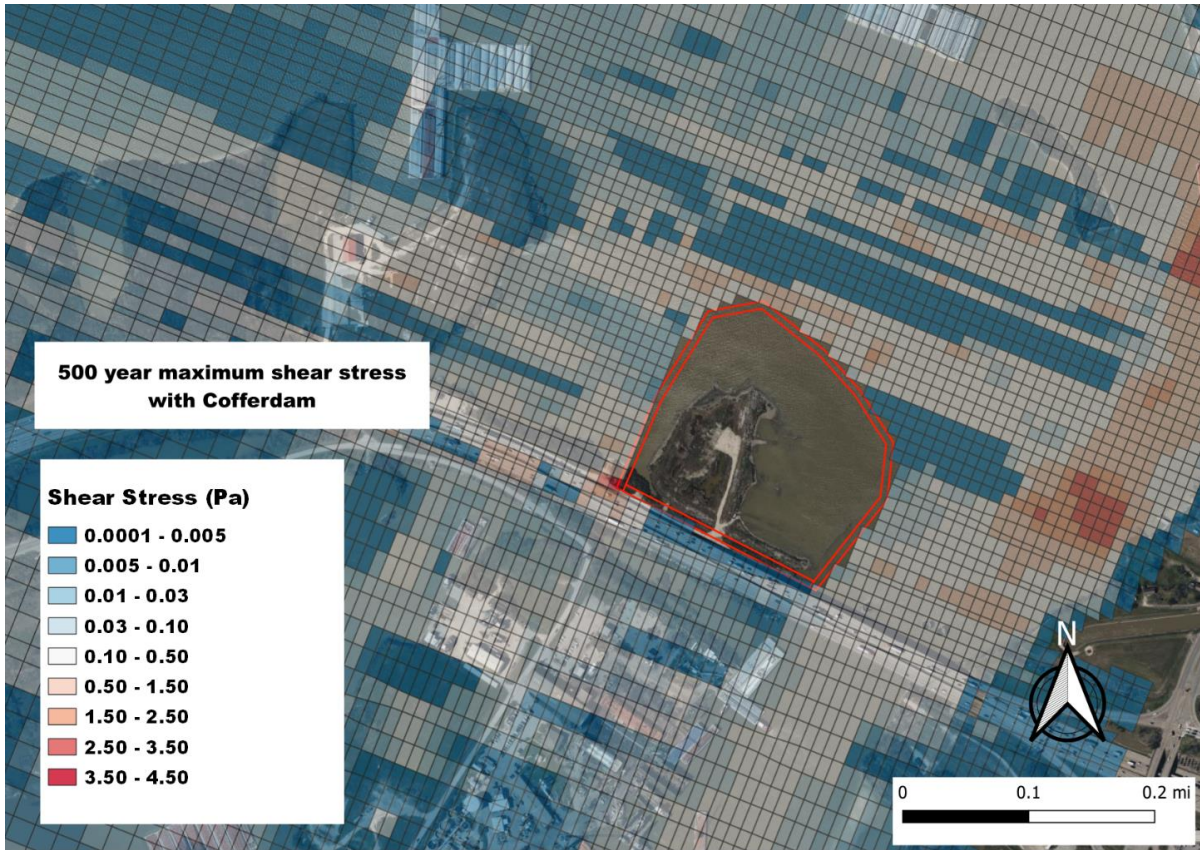 500 year maximum shear stress
with Cofferdam
Shear Stress (Pa)
0.0001 - 0.005
0.005 - 0.01
0.01 - 0.03
0.03 - 0.10
0.10 - 0.50
0.50 - 1.50
1.50 - 2.50
2.50 - 3.50
3.50 - 4.50
N
0 0.1 0.2 mi